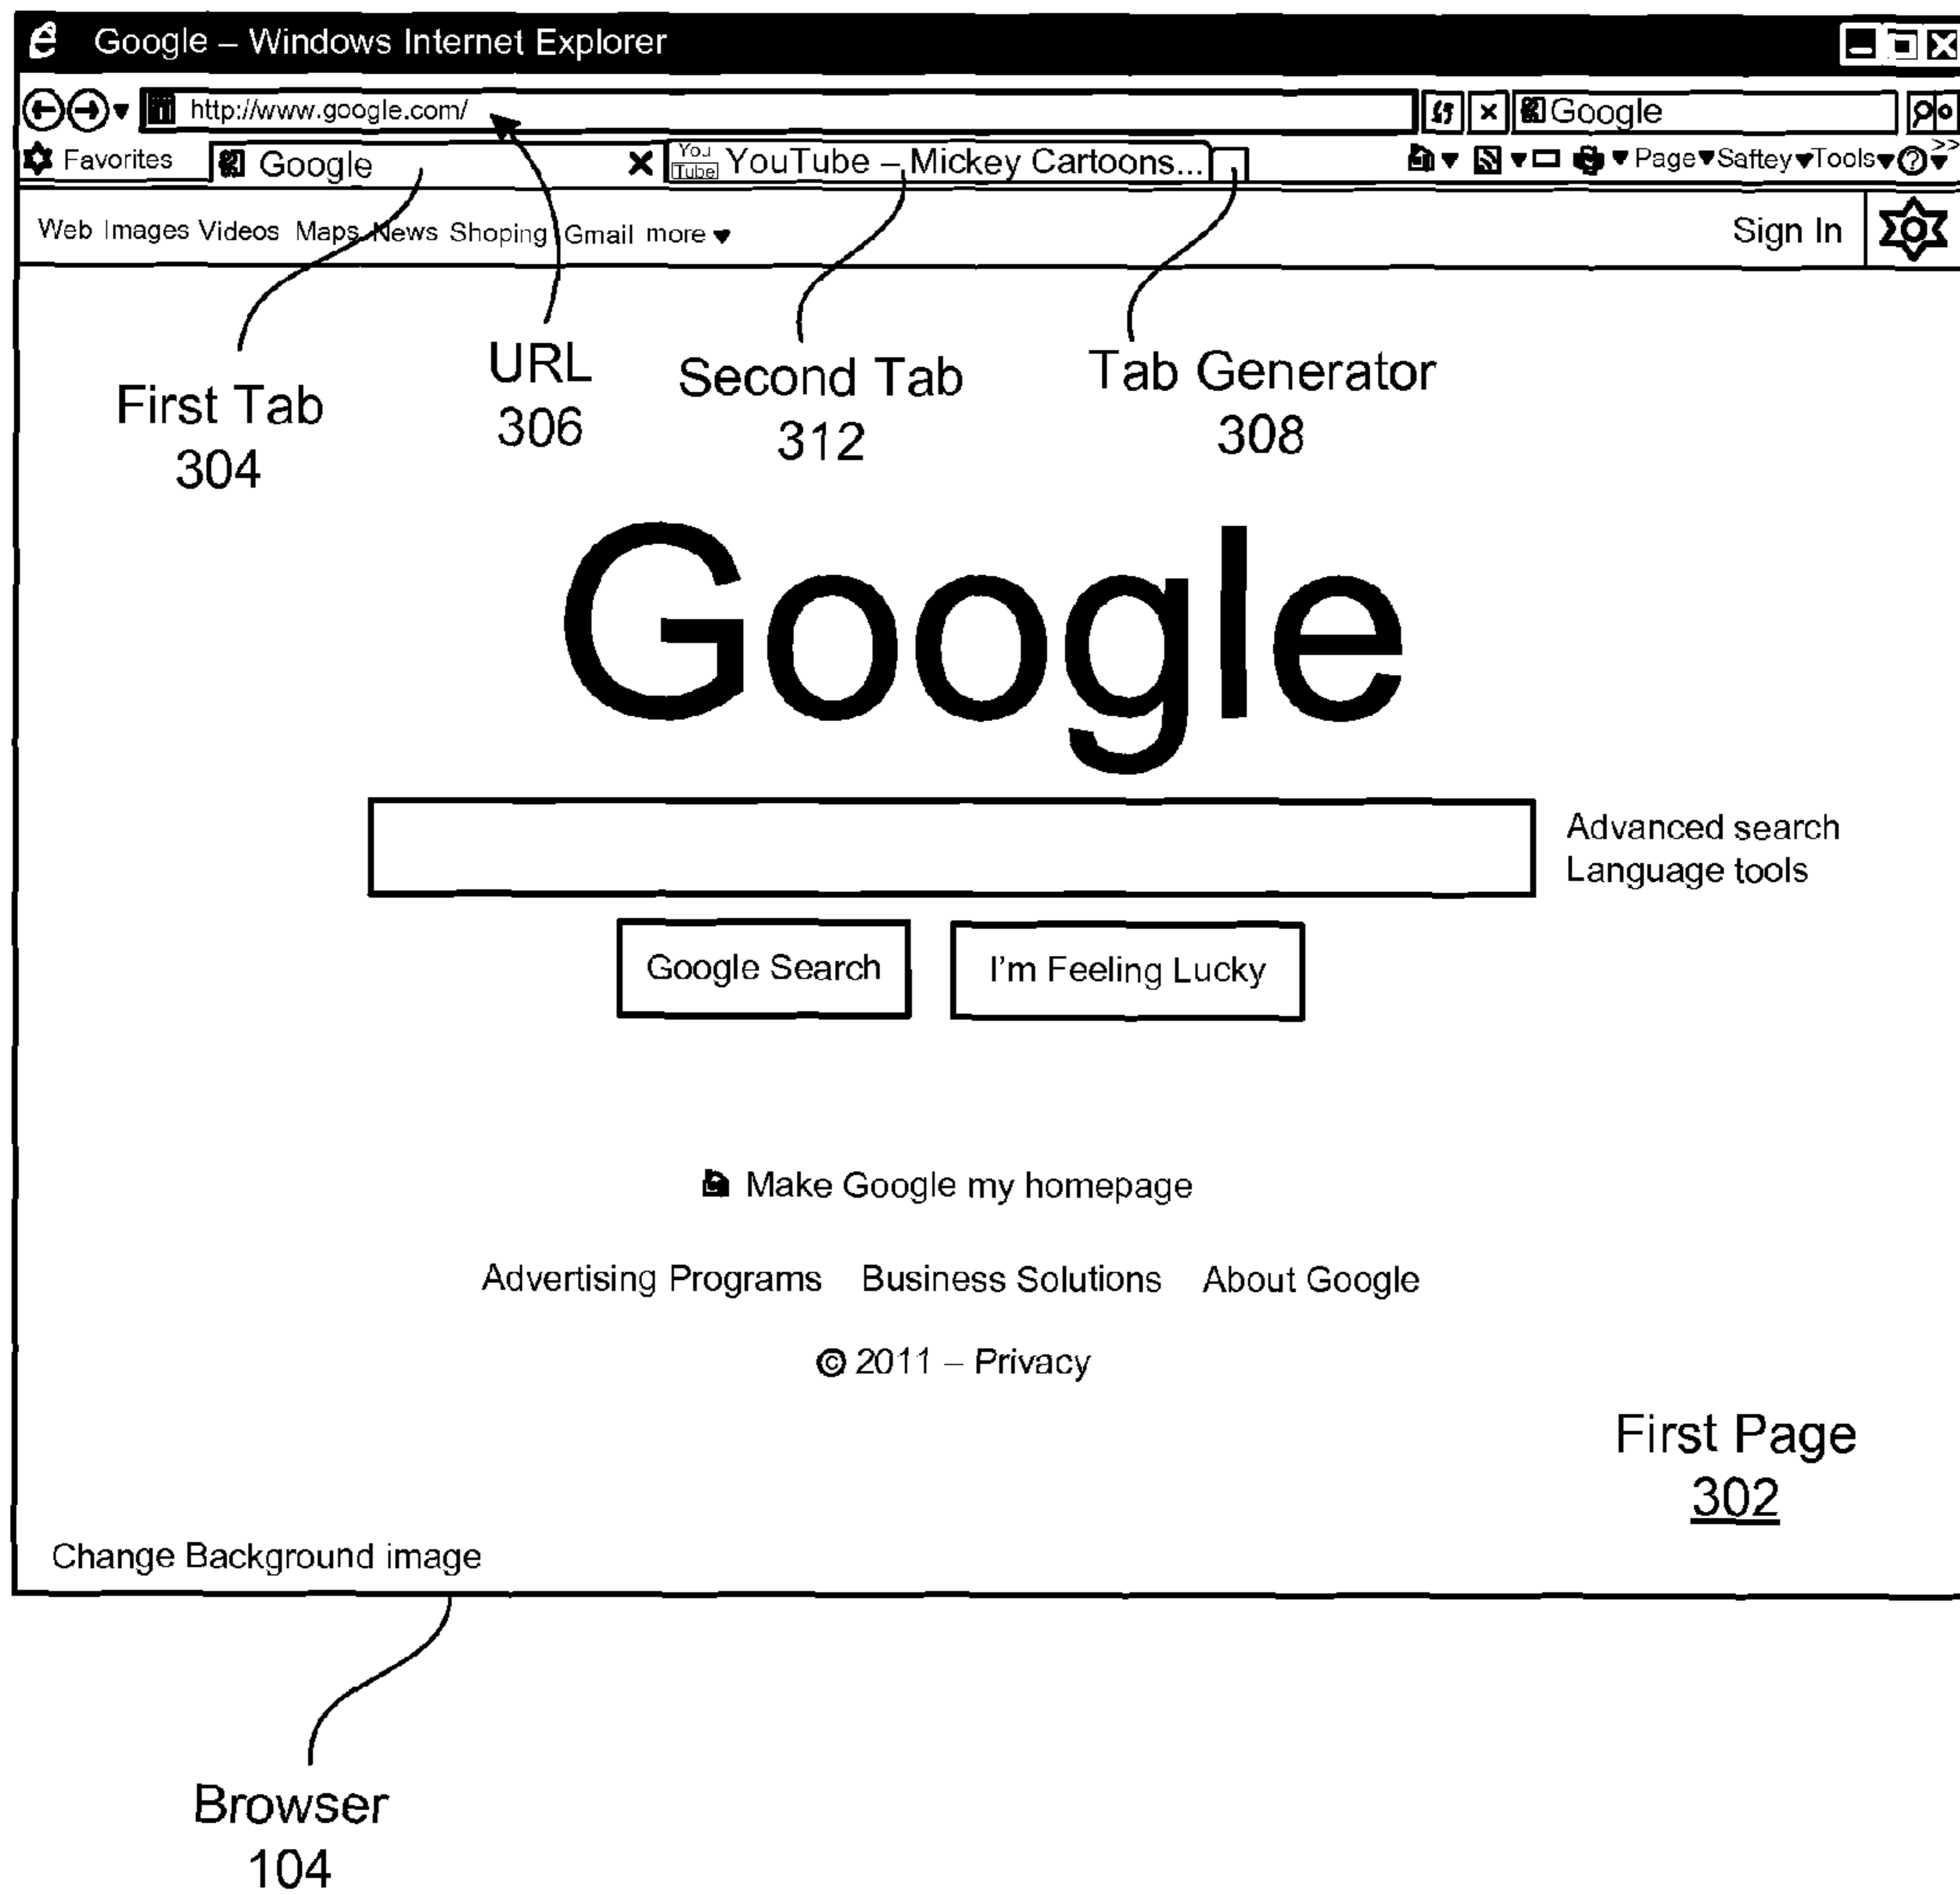 Google – Windows Internet Explorer
http://www.google.com/
Google
Favorites
Google
You
Tube
YouTube – Mickey Cartoons...
Page Saftey Tools ? >>
Web Images Videos Maps News Shoping Gmail more
Sign In
First Tab
304
URL
306
Second Tab
312
Tab Generator
308
Google
Advanced search
Language tools
Google Search
I'm Feeling Lucky
Make Google my homepage
Advertising Programs Business Solutions About Google
© 2011 – Privacy
First Page
302
Change Background image
Browser
104